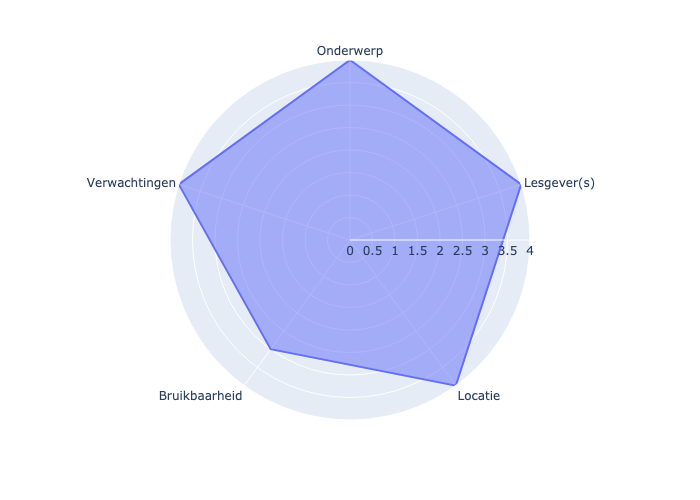 Onderwerp
Verwachtingen
Lesgever(s)
0 0.5 1 1.5 2 2.5 3 3.5 4
Bruikbaarheid
Locatie